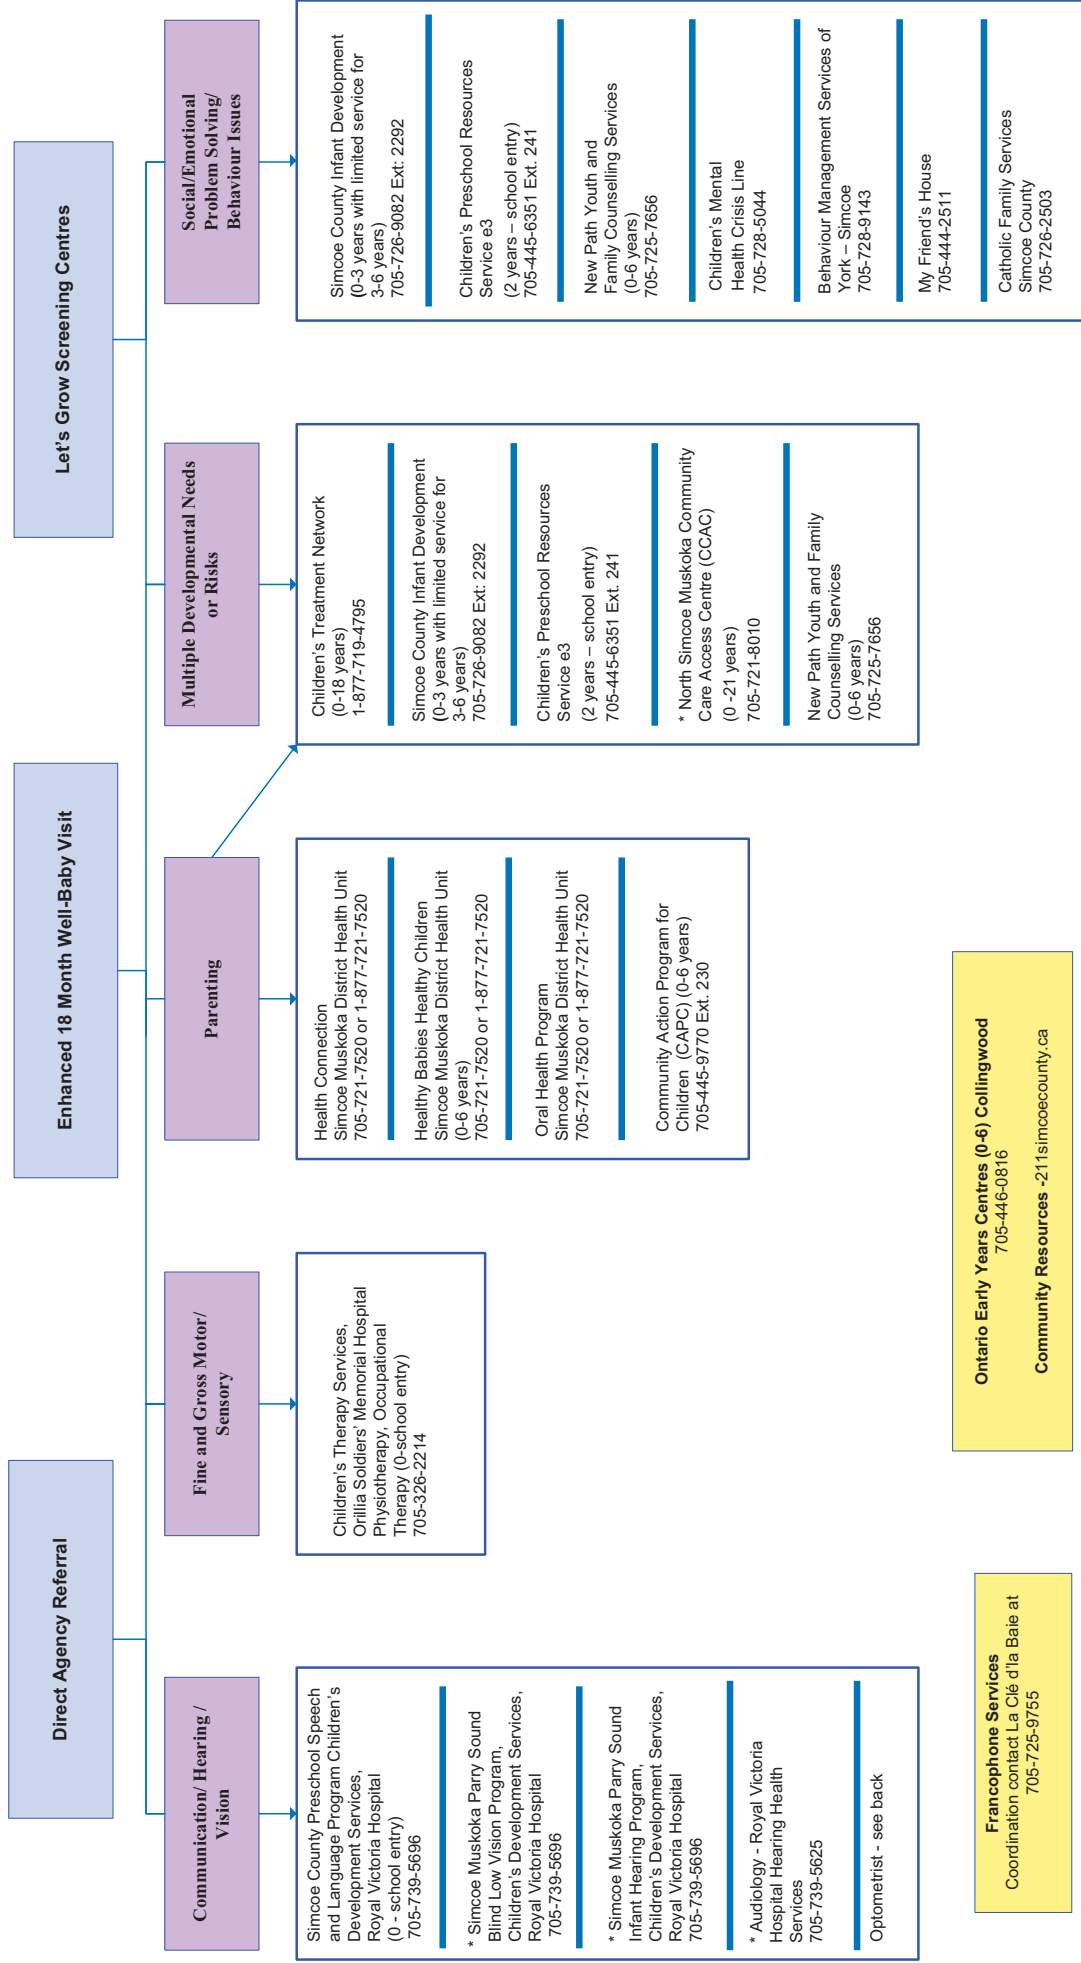 Direct Agency Referral
Enhanced 18 Month Well-Baby Visit
Let's Grow Screening Centres
Communication/ Hearing /
Vision
Fine and Gross Motor/
Sensory
Parenting
Multiple Developmental Needs
or Risks
Social/Emotional
Problem Solving/
Behaviour Issues
Simcoe County Preschool Speech
and Language Program Children's
Development Services,
Royal Victoria Hospital
(0 - school entry)
705-739-5696
* Simcoe Muskoka Parry Sound
Blind Low Vision Program,
Children's Development Services,
Royal Victoria Hospital
705-739-5696
* Simcoe Muskoka Parry Sound
Infant Hearing Program,
Children's Development Services,
Royal Victoria Hospital
705-739-5696
* Audiology - Royal Victoria
Hospital Hearing Health
Services
705-739-5625
Optometrist - see back
Children's Therapy Services,
Orillia Soldiers' Memorial Hospital
Physiotherapy, Occupational
Therapy (0-school entry)
705-326-2214
Health Connection
Simcoe Muskoka District Health Unit
705-721-7520 or 1-877-721-7520
Healthy Babies Healthy Children
Simcoe Muskoka District Health Unit
(0-6 years)
705-721-7520 or 1-877-721-7520
Oral Health Program
Simcoe Muskoka District Health Unit
705-721-7520 or 1-877-721-7520
Community Action Program for
Children (CAPC) (0-6 years)
705-445-9770 Ext. 230
Children's Treatment Network
(0-18 years)
1-877-719-4795
Simcoe County Infant Development
(0-3 years with limited service for
3-6 years)
705-726-9082 Ext: 2292
Children's Preschool Resources
Service e3
(2 years – school entry)
705-445-6351 Ext. 241
* North Simcoe Muskoka Community
Care Access Centre (CCAC)
(0 -21 years)
705-721-8010
New Path Youth and Family
Counselling Services
(0-6 years)
705-725-7656
Simcoe County Infant Development
(0-3 years with limited service for
3-6 years)
705-726-9082 Ext: 2292
Children's Preschool Resources
Service e3
(2 years – school entry)
705-445-6351 Ext. 241
New Path Youth and
Family Counselling Services
(0-6 years)
705-725-7656
Children's Mental
Health Crisis Line
705-728-5044
Behaviour Management Services of
York – Simcoe
705-728-9143
My Friend's House
705-444-2511
Catholic Family Services
Simcoe County
705-726-2503
Francophone Services
Coordination contact La Clé d'la Baie at
705-725-9755
Ontario Early Years Centres (0-6) Collingwood
705-446-0816
Community Resources -211simcoecounty.ca